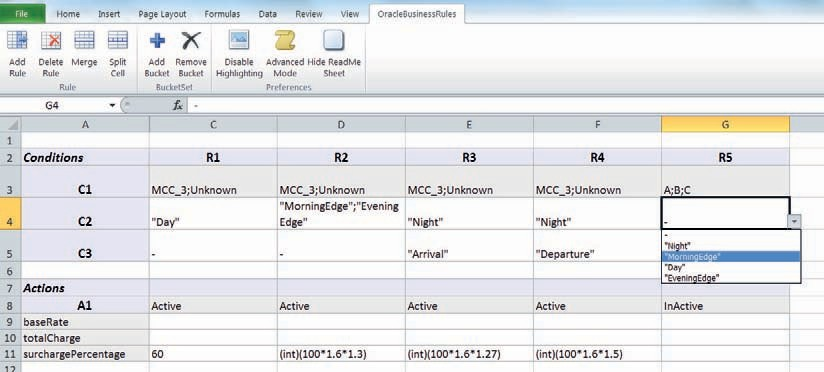 File Home Insert Page Layout Formulas Data Review View OracleBusinessRules
Add Delete Merge Split Add Remove Disable Advanced Hide ReadMe
Rule Rule Cell Bucket Bucket Highlighting Mode Sheet
Rule BucketSet Preferences
G4 fx -
A C D E F G
1
2 Conditions R1 R2 R3 R4 R5
3 C1 MCC_3;Unknown MCC_3;Unknown MCC_3;Unknown MCC_3;Unknown A;B;C
"MorningEdge";"Evening
4 C2 "Day" Edge" "Night" "Night" -
-
"Night"
5 C3 - - "Arrival" "Departure" "MorningEdge"
"Day"
6 "EveningEdge"
7 Actions
8 A1 Active Active Active Active InActive
9 baseRate
10 totalCharge
11 surchargePercentage 60 (int)(100*1.6*1.3) (int)(100*1.6*1.27) (int)(100*1.6*1.5)
12